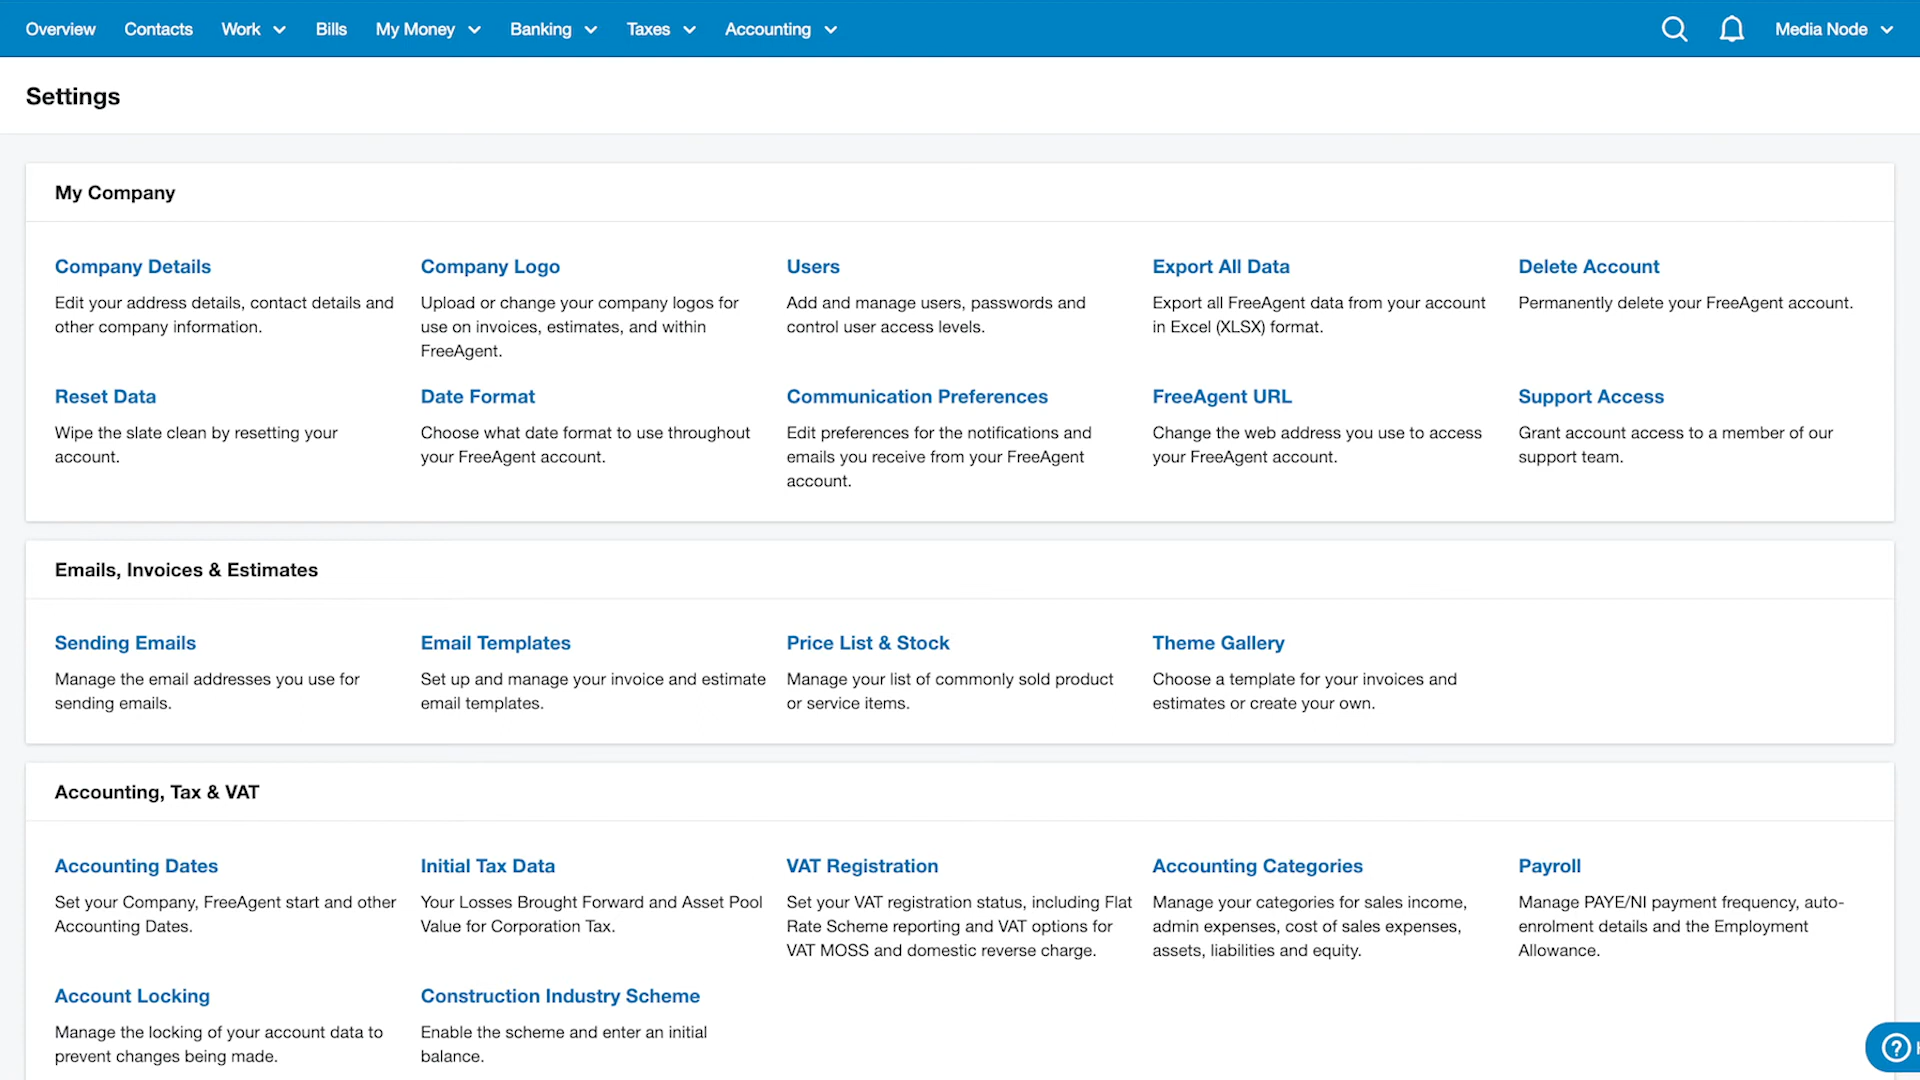 Overview Contacts Work Bills My Money Banking Taxes Accounting Media Node
Settings
My Company
Company Details
Edit your address details, contact details and
other company information.
Company Logo
Upload or change your company logos for
use on invoices, estimates, and within
FreeAgent.
Users
Add and manage users, passwords and
control user access levels.
Export All Data
Export all FreeAgent data from your account
in Excel (XLSX) format.
Delete Account
Permanently delete your FreeAgent account.
Reset Data
Wipe the slate clean by resetting your
account.
Date Format
Choose what date format to use throughout
your FreeAgent account.
Communication Preferences
Edit preferences for the notifications and
emails you receive from your FreeAgent
account.
FreeAgent URL
Change the web address you use to access
your FreeAgent account.
Support Access
Grant account access to a member of our
support team.
Emails, Invoices & Estimates
Sending Emails
Manage the email addresses you use for
sending emails.
Email Templates
Set up and manage your invoice and estimate
email templates.
Price List & Stock
Manage your list of commonly sold product
or service items.
Theme Gallery
Choose a template for your invoices and
estimates or create your own.
Accounting, Tax & VAT
Accounting Dates
Set your Company, FreeAgent start and other
Accounting Dates.
Initial Tax Data
Your Losses Brought Forward and Asset Pool
Value for Corporation Tax.
VAT Registration
Set your VAT registration status, including Flat
Rate Scheme reporting and VAT options for
VAT MOSS and domestic reverse charge.
Accounting Categories
Manage your categories for sales income,
admin expenses, cost of sales expenses,
assets, liabilities and equity.
Payroll
Manage PAYE/NI payment frequency, auto-
enrolment details and the Employment
Allowance.
Account Locking
Manage the locking of your account data to
prevent changes being made.
Construction Industry Scheme
Enable the scheme and enter an initial
balance.
?